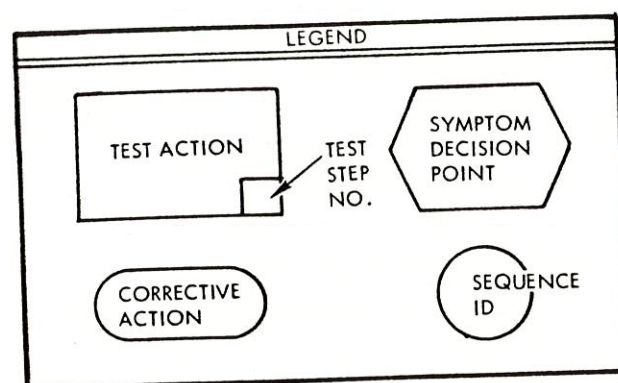 LEGEND
TEST ACTION
TEST
STEP
NO.
SYMPTOM
DECISION
POINT
CORRECTIVE
ACTION
SEQUENCE
ID